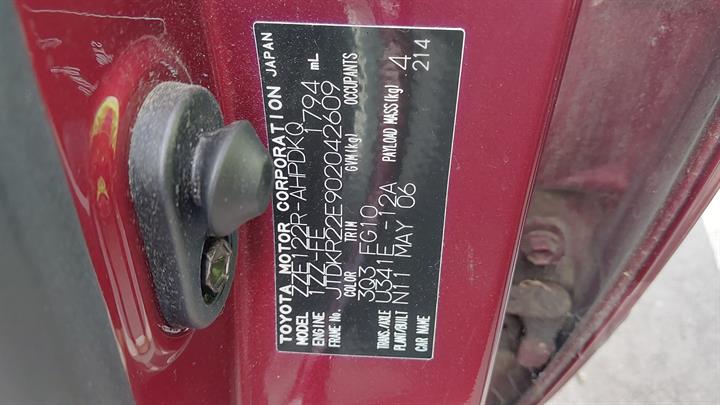 TOYOTA MOTOR CORPORATION JAPAN
MODEL ZZE122R-AHPDKQ
ENGINE 1ZZ-FE 1794 mL
FRAME No. JTDKR22E902042609
COLOR TRIM GVM(kg) OCCUPANTS
3Q3 EG10 4
TRANS./AXLE U341E -12A PAYLOAD MASS(kg) 214
PLANT/BUILT N11 MAY 06
CAR NAME